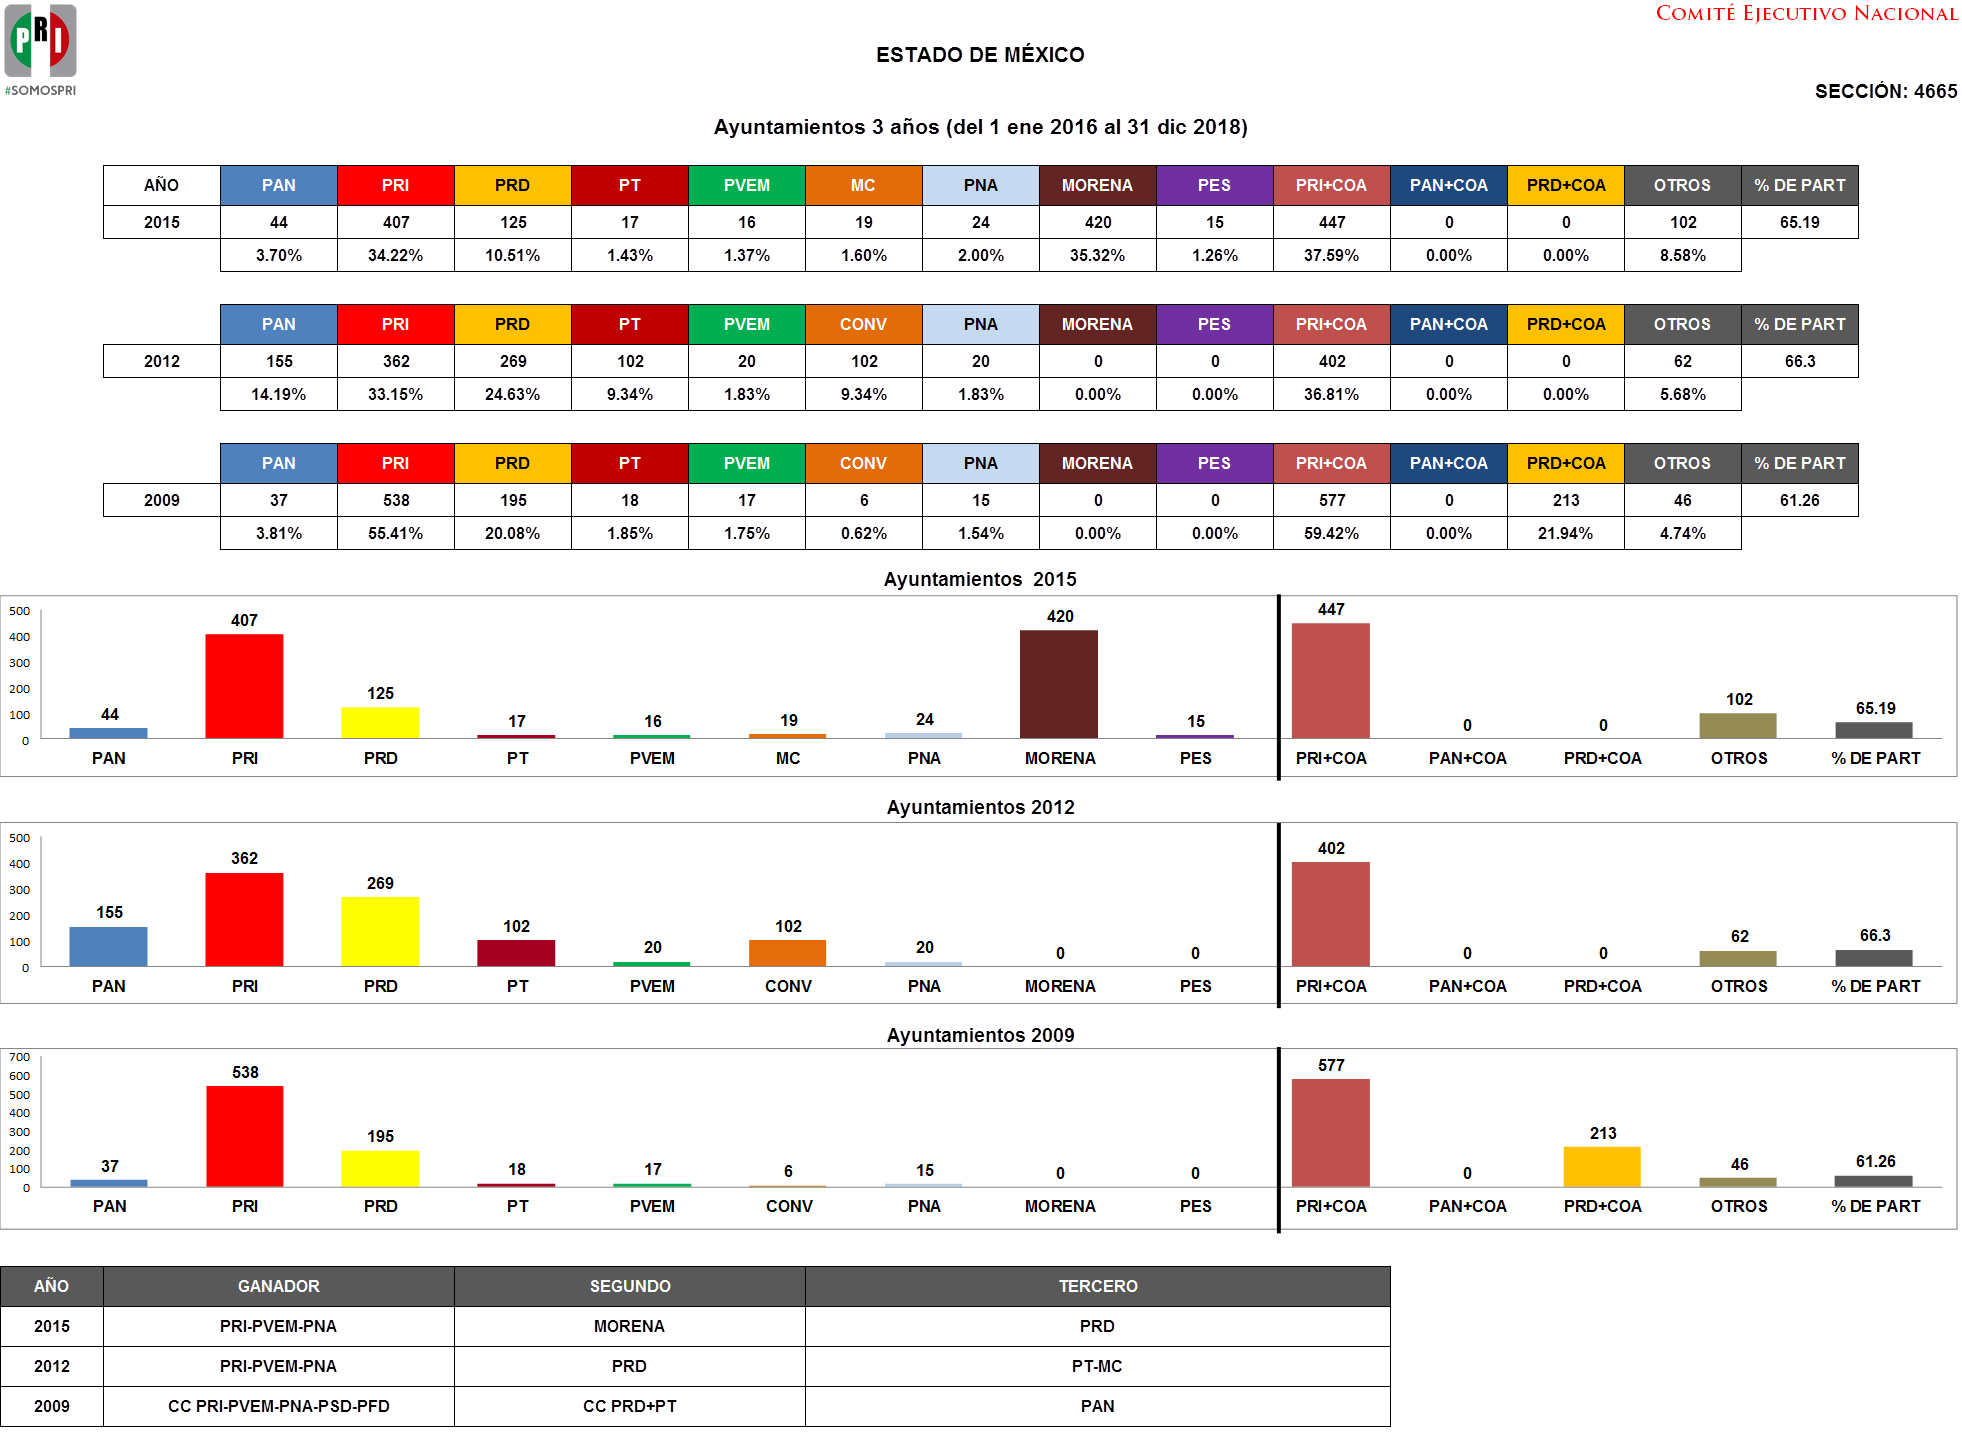 PRI
#SOMOSPRI
COMITÉ EJECUTIVO NACIONAL
ESTADO DE MÉXICO
SECCIÓN: 4665
Ayuntamientos 3 años (del 1 ene 2016 al 31 dic 2018)
AÑO PAN PRI PRD PT PVEM MC PNA MORENA PES PRI+COA PAN+COA PRD+COA OTROS % DE PART
2015 44 407 125 17 16 19 24 420 15 447 0 0 102 65.19
3.70% 34.22% 10.51% 1.43% 1.37% 1.60% 2.00% 35.32% 1.26% 37.59% 0.00% 0.00% 8.58%
PAN PRI PRD PT PVEM CONV PNA MORENA PES PRI+COA PAN+COA PRD+COA OTROS % DE PART
2012 155 362 269 102 20 102 20 0 0 402 0 0 62 66.3
14.19% 33.15% 24.63% 9.34% 1.83% 9.34% 1.83% 0.00% 0.00% 36.81% 0.00% 0.00% 5.68%
PAN PRI PRD PT PVEM CONV PNA MORENA PES PRI+COA PAN+COA PRD+COA OTROS % DE PART
2009 37 538 195 18 17 6 15 0 0 577 0 213 46 61.26
3.81% 55.41% 20.08% 1.85% 1.75% 0.62% 1.54% 0.00% 0.00% 59.42% 0.00% 21.94% 4.74%
Ayuntamientos 2015
500
400
300
200
100
0
44 407 125 17 16 19 24 420 15 447 0 0 102 65.19
PAN PRI PRD PT PVEM MC PNA MORENA PES PRI+COA PAN+COA PRD+COA OTROS % DE PART
Ayuntamientos 2012
500
400
300
200
100
0
155 362 269 102 20 102 20 0 0 402 0 0 62 66.3
PAN PRI PRD PT PVEM CONV PNA MORENA PES PRI+COA PAN+COA PRD+COA OTROS % DE PART
Ayuntamientos 2009
700
600
500
400
300
200
100
0
37 538 195 18 17 6 15 0 0 577 0 213 46 61.26
PAN PRI PRD PT PVEM CONV PNA MORENA PES PRI+COA PAN+COA PRD+COA OTROS % DE PART
AÑO GANADOR SEGUNDO TERCERO
2015 PRI-PVEM-PNA MORENA PRD
2012 PRI-PVEM-PNA PRD PT-MC
2009 CC PRI-PVEM-PNA-PSD-PFD CC PRD+PT PAN